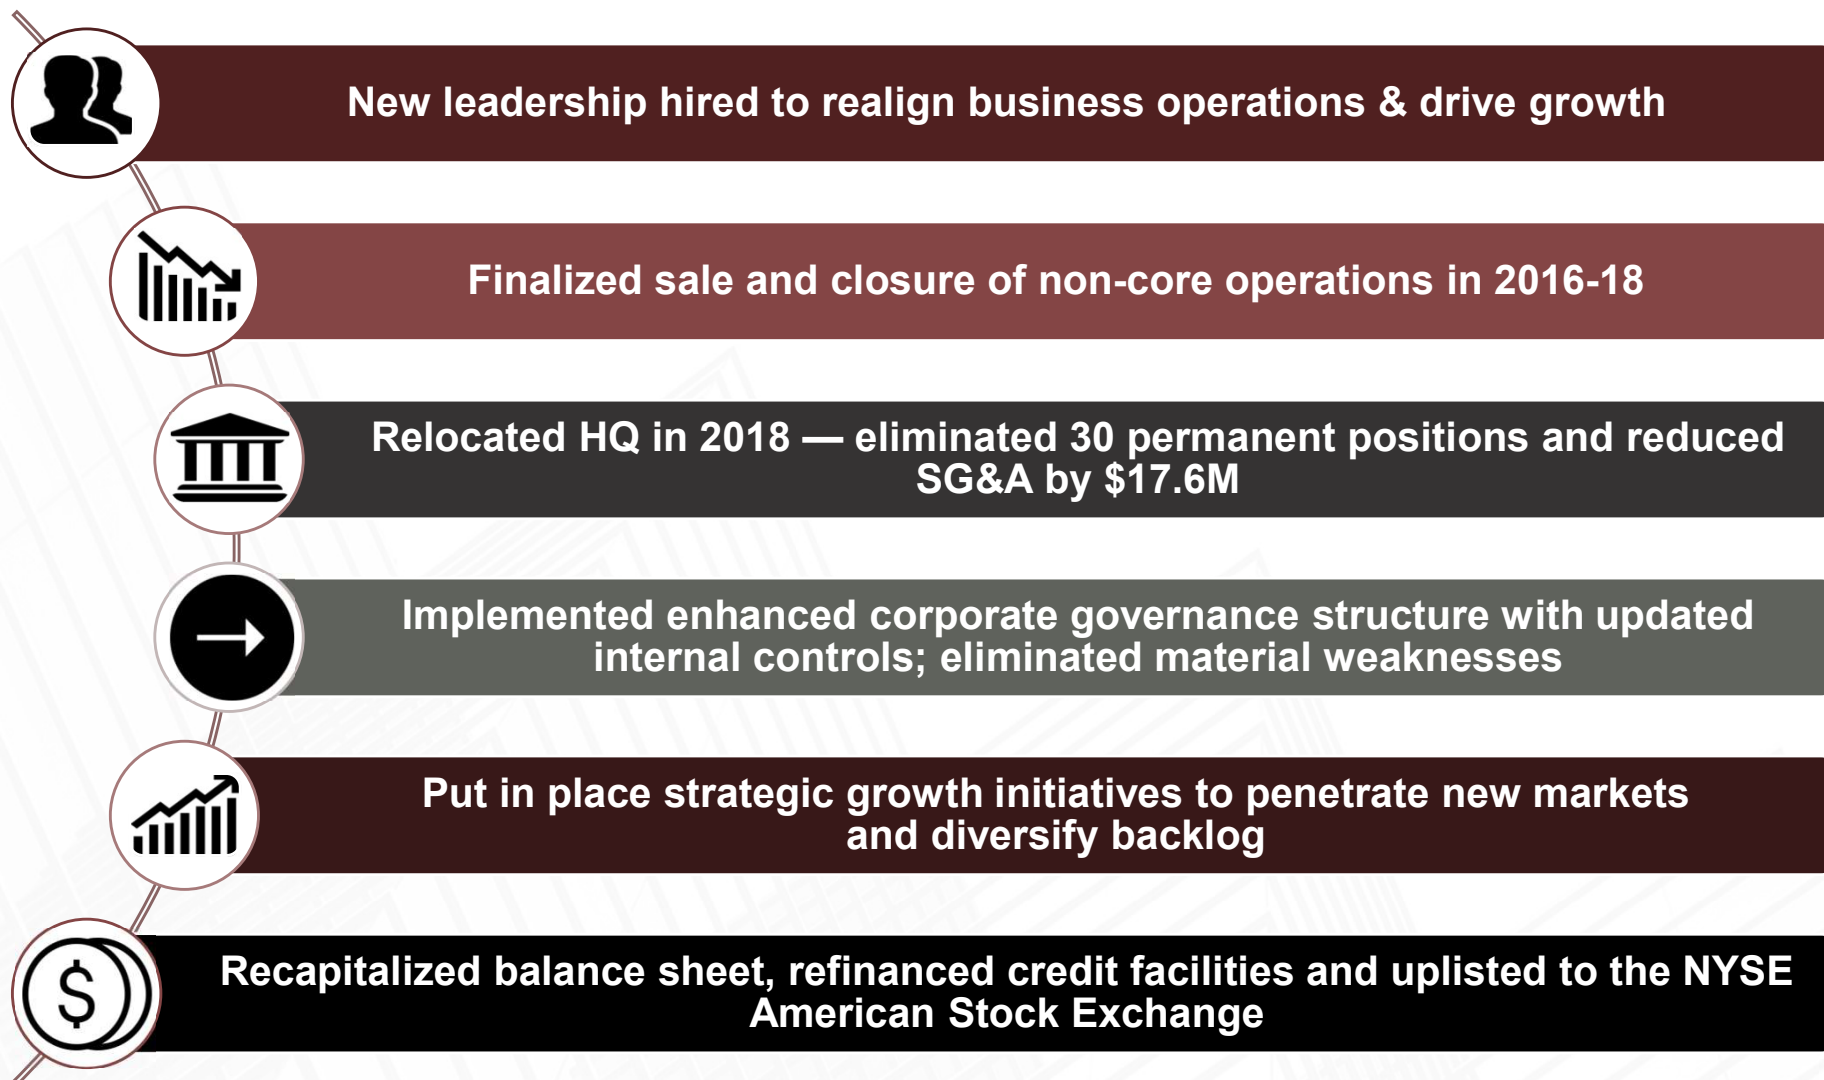 New leadership hired to realign business operations & drive growth
Finalized sale and closure of non-core operations in 2016-18
Relocated HQ in 2018 — eliminated 30 permanent positions and reduced
SG&A by $17.6M
Implemented enhanced corporate governance structure with updated
internal controls; eliminated material weaknesses
Put in place strategic growth initiatives to penetrate new markets
and diversify backlog
$
Recapitalized balance sheet, refinanced credit facilities and uplisted to the NYSE
American Stock Exchange